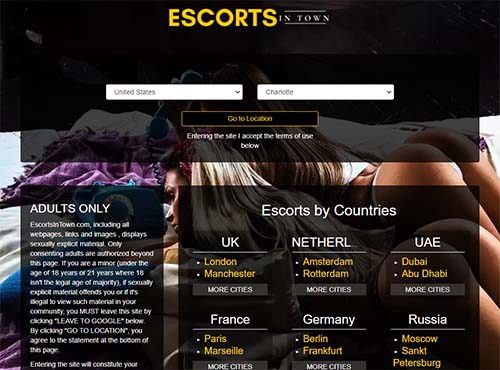 ESCORTS IN TOWN
United States
Charlotte
Go to Location
Entering the site I accept the terms of use
below
ADULTS ONLY
EscortsInTown.com, including all
webpages, links and images , displays
sexually explicit material. Only
consenting adults are authorized beyond
this page. If you are a minor (under the
age of 18 years or 21 years where 18
isn't the legal age of majority), if sexually
explicit material offends you or if it's
illegal to view such material in your
community, you MUST leave this site by
clicking "LEAVE TO GOOGLE" below.
By clicking "GO TO LOCATION", you
agree to the statement at the bottom of
this page.
Entering the site will constitute your
Escorts by Countries
UK
London
Manchester
MORE CITIES
NETHERL...
Amsterdam
Rotterdam
MORE CITIES
UAE
Dubai
Abu Dhabi
MORE CITIES
France
Paris
Marseille
MORE CITIES
Germany
Berlin
Frankfurt
MORE CITIES
Russia
Moscow
Sankt
Petersburg
MORE CITIES